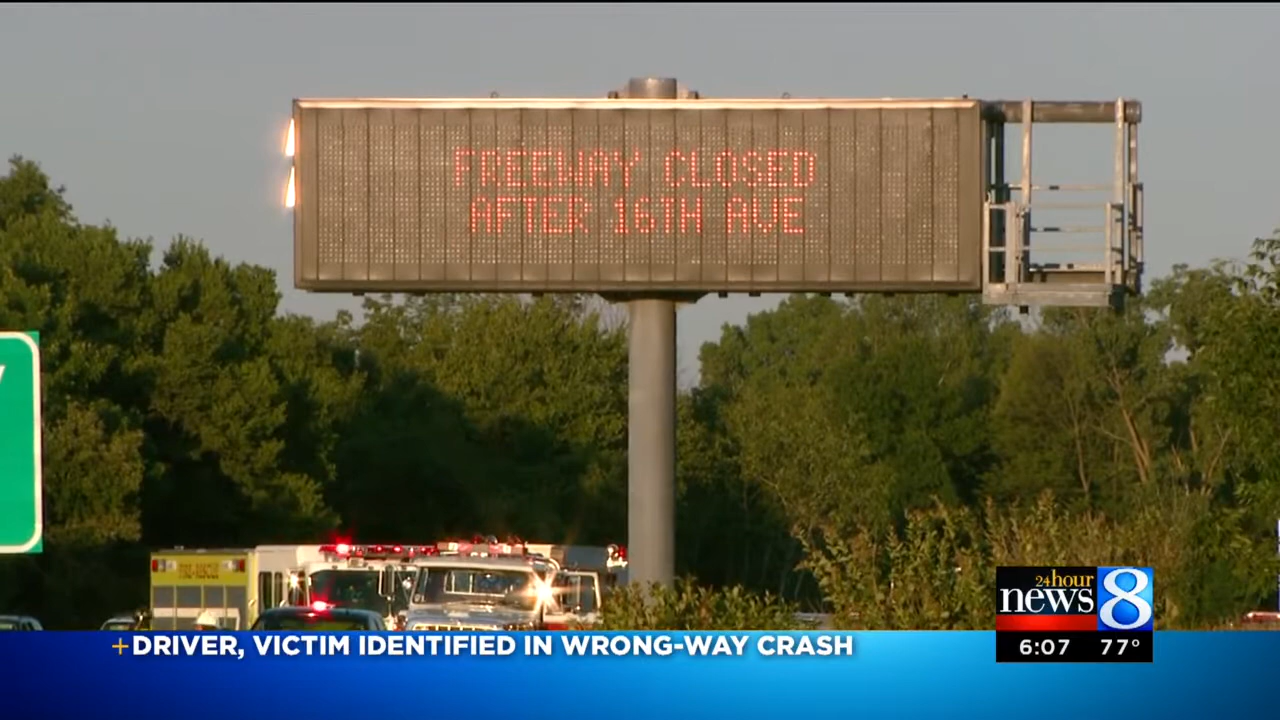 FREEWAY CLOSED
AFTER 16TH AVE
+DRIVER, VICTIM IDENTIFIED IN WRONG-WAY CRASH
24hour
news 8
6:07 77°